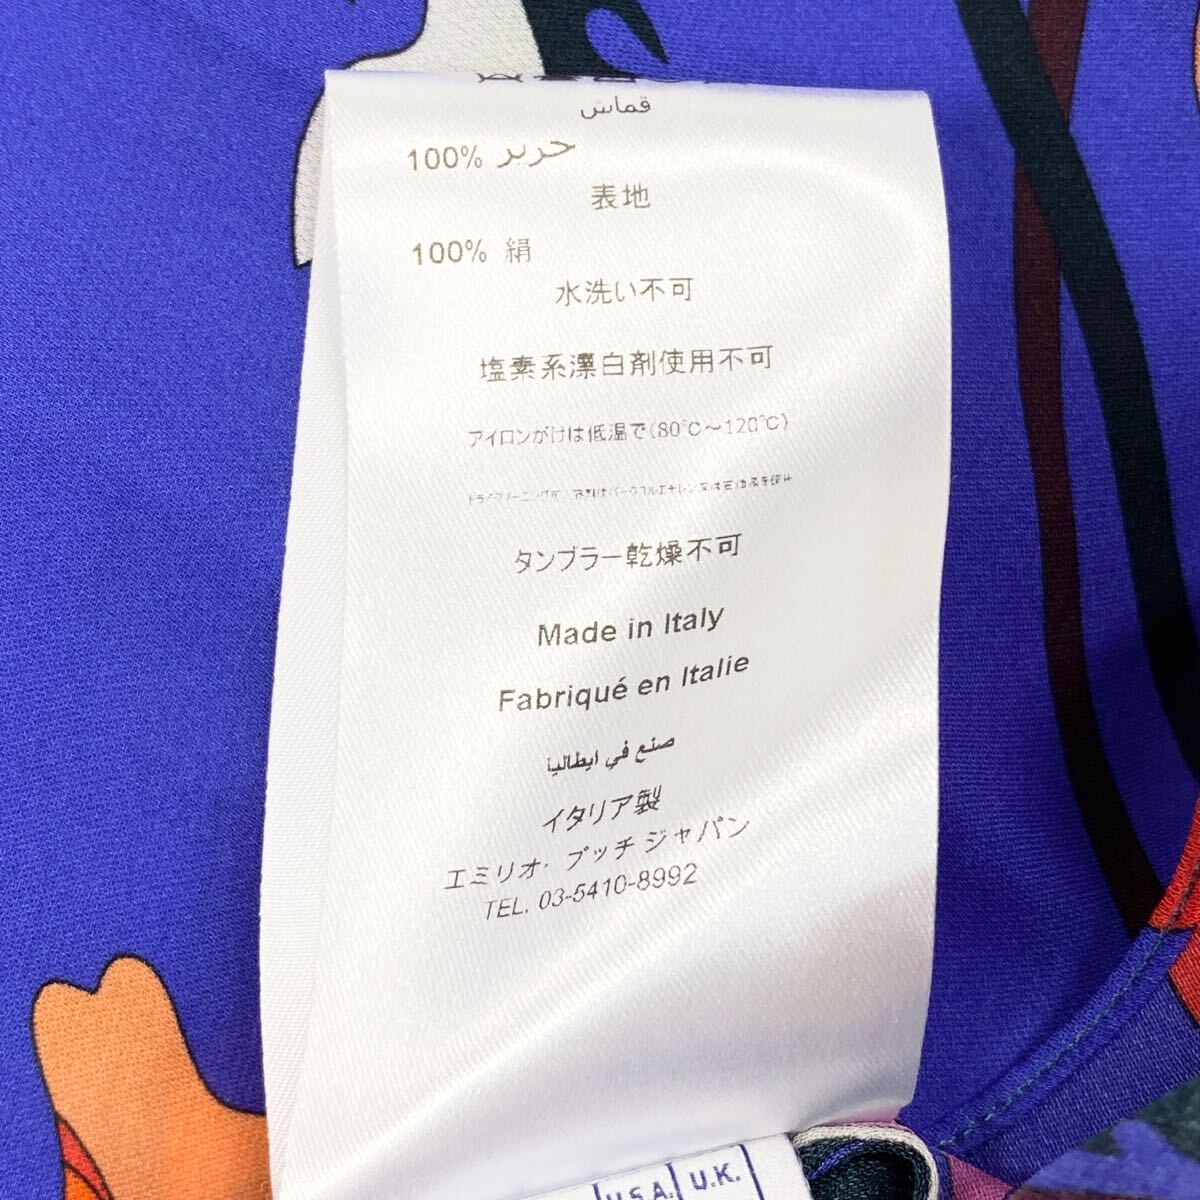 قماش
100% حرير
表地
100% 絹
水洗い不可
塩素系漂白剤使用不可
アイロンがけは低温で(80℃~120℃)
タンブラー乾燥不可
Made in Italy
Fabriqué en Italie
صنع في ايطاليا
イタリア製
エミリオ・プッチ ジャパン
TEL. 03-5410-8992
U.S.A. U.K.